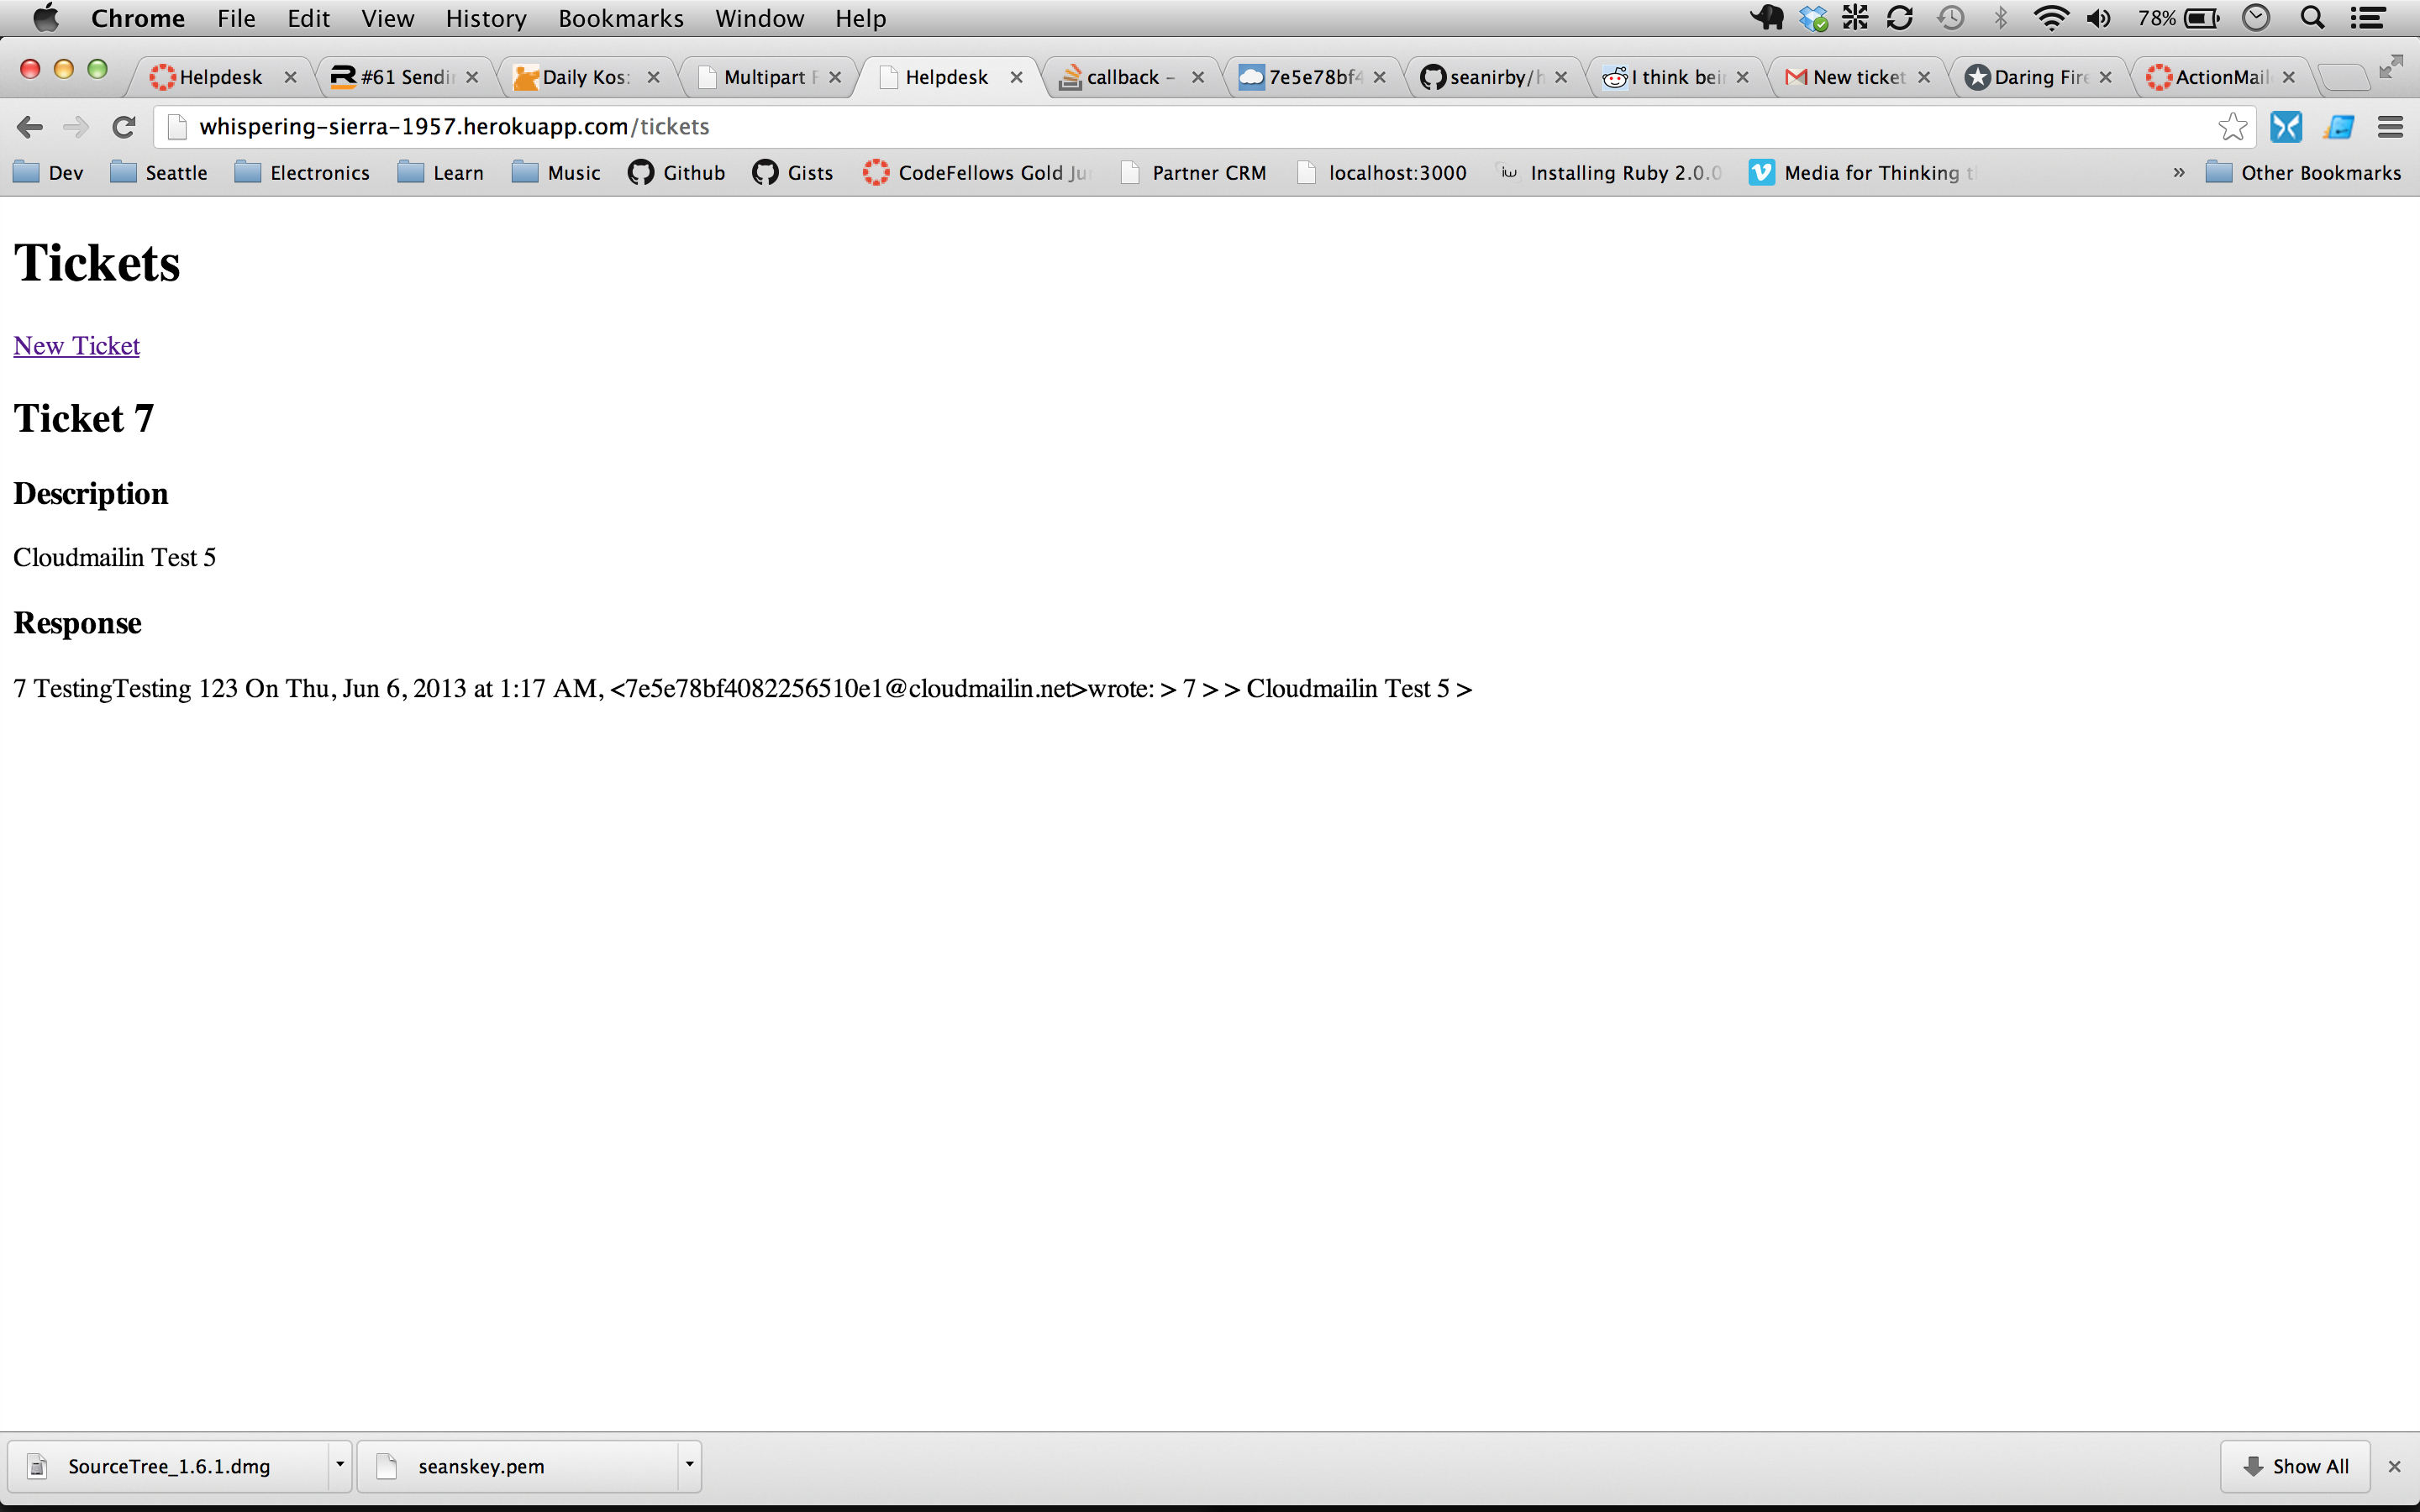 Chrome File Edit View History Bookmarks Window Help 78%
Helpdesk #61 Sendi Daily Kos: Multipart F Helpdesk callback – 7e5e78bf4 seanirby/h I think bein New ticket Daring Fire ActionMail
whispering-sierra-1957.herokuapp.com/tickets
Dev Seattle Electronics Learn Music Github Gists CodeFellows Gold Ju Partner CRM localhost:3000 Installing Ruby 2.0.0 Media for Thinking t » Other Bookmarks
Tickets
New Ticket
Ticket 7
Description
Cloudmailin Test 5
Response
7 TestingTesting 123 On Thu, Jun 6, 2013 at 1:17 AM, <7e5e78bf4082256510e1@cloudmailin.net>wrote: > 7 > > Cloudmailin Test 5 >
SourceTree_1.6.1.dmg seanskey.pem Show All